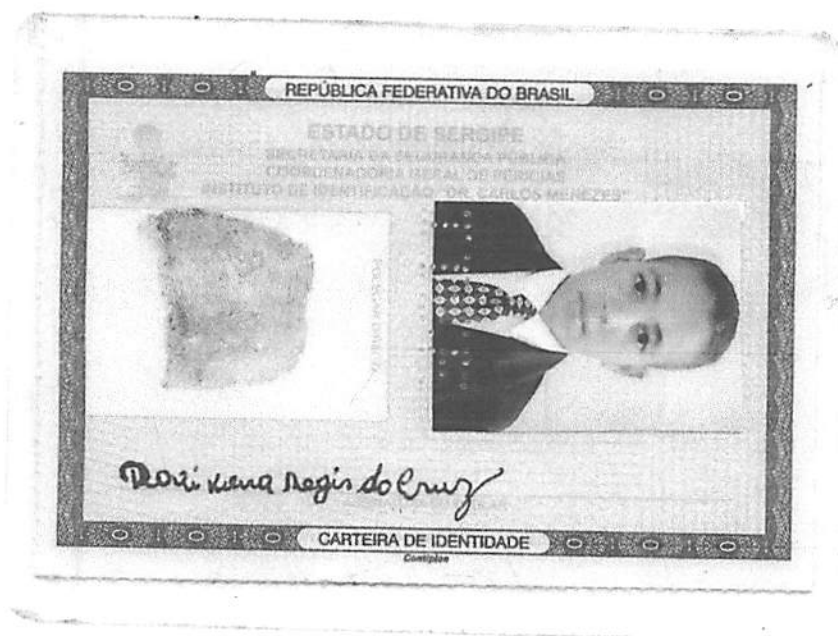 REPÚBLICA FEDERATIVA DO BRASIL
ESTADO DE SERGIPE
SECRETARIA DA SEGURANÇA PÚBLICA
COORDENADORIA GERAL DE PERÍCIAS
INSTITUTO DE IDENTIFICAÇÃO "DR. CARLOS MENEZES"
POLEGAR DIREITO
Regis da Cruz
CARTEIRA DE IDENTIDADE